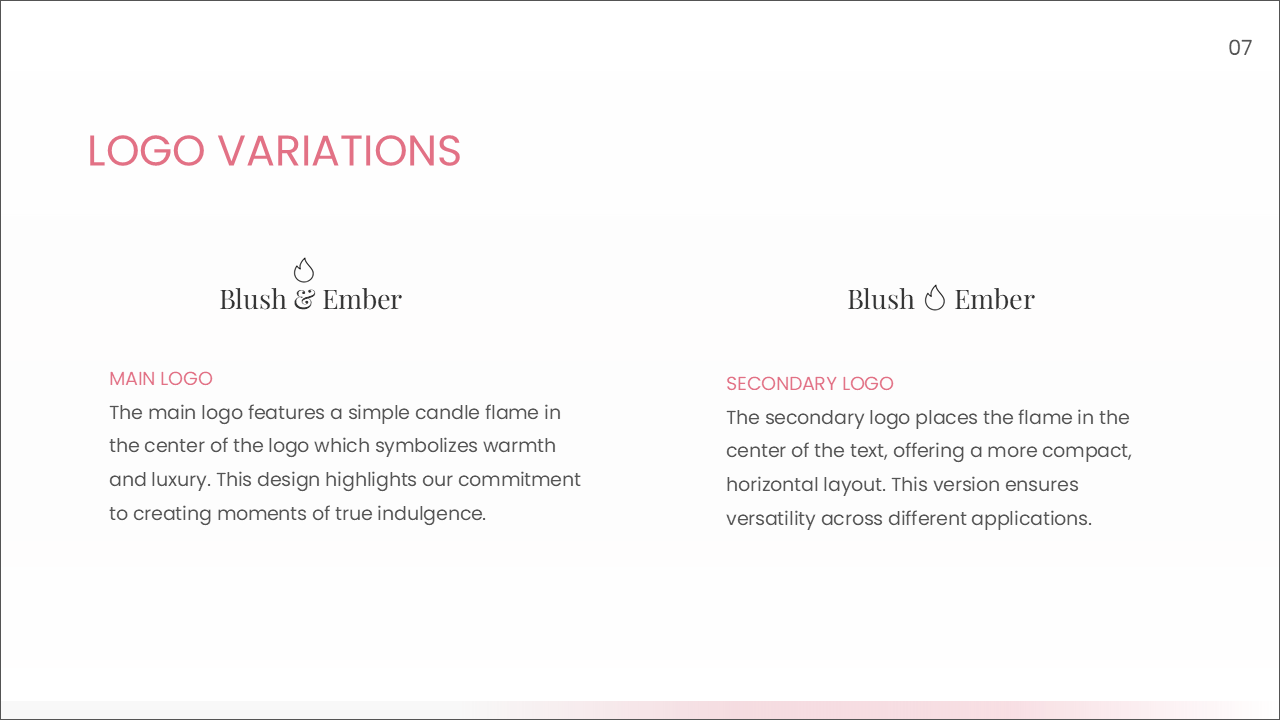 07
LOGO VARIATIONS
Blush & Ember
Blush Ember
MAIN LOGO
The main logo features a simple candle flame in
the center of the logo which symbolizes warmth
and luxury. This design highlights our commitment
to creating moments of true indulgence.
SECONDARY LOGO
The secondary logo places the flame in the
center of the text, offering a more compact,
horizontal layout. This version ensures
versatility across different applications.